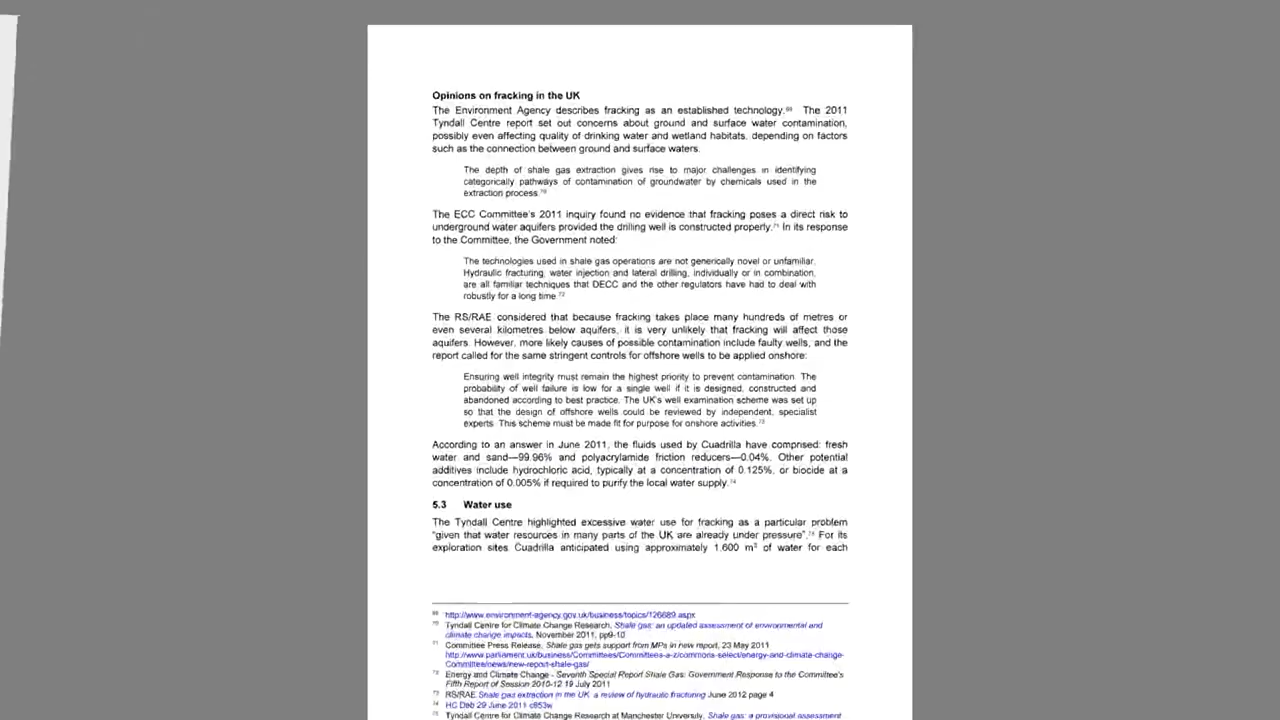 Opinions on fracking in the UK
The Environment Agency describes fracking as an established technology.69 The 2011
Tyndall Centre report set out concerns about ground and surface water contamination,
possibly even affecting quality of drinking water and wetland habitats, depending on factors
such as the connection between ground and surface waters.
The depth of shale gas extraction gives rise to major challenges in identifying
categorically pathways of contamination of groundwater by chemicals used in the
extraction process.70
The ECC Committee's 2011 inquiry found no evidence that fracking poses a direct risk to
underground water aquifers provided the drilling well is constructed properly.71 In its response
to the Committee, the Government noted:
The technologies used in shale gas operations are not generically novel or unfamiliar.
Hydraulic fracturing, water injection and lateral drilling, individually or in combination,
are all familiar techniques that DECC and the other regulators have had to deal with
robustly for a long time.72
The RS/RAE considered that because fracking takes place many hundreds of metres or
even several kilometres below aquifers, it is very unlikely that fracking will affect those
aquifers. However, more likely causes of possible contamination include faulty wells, and the
report called for the same stringent controls for offshore wells to be applied onshore:
Ensuring well integrity must remain the highest priority to prevent contamination. The
probability of well failure is low for a single well if it is designed, constructed and
abandoned according to best practice. The UK's well examination scheme was set up
so that the design of offshore wells could be reviewed by independent, specialist
experts. This scheme must be made fit for purpose for onshore activities.73
According to an answer in June 2011, the fluids used by Cuadrilla have comprised: fresh
water and sand—99.96% and polyacrylamide friction reducers—0.04%. Other potential
additives include hydrochloric acid, typically at a concentration of 0.125%, or biocide at a
concentration of 0.005% if required to purify the local water supply.74
5.3 Water use
The Tyndall Centre highlighted excessive water use for fracking as a particular problem
"given that water resources in many parts of the UK are already under pressure".75 For its
exploration sites Cuadrilla anticipated using approximately 1,600 m3 of water for each
69 http://www.environment-agency.gov.uk/business/topics/126689.aspx
70 Tyndall Centre for Climate Change Research, Shale gas: an updated assessment of environmental and
climate change impacts, November 2011, pp9-10
71 Committee Press Release, Shale gas gets support from MPs in new report, 23 May 2011
http://www.parliament.uk/business/Committees/Committees-a-z/commons-select/energy-and-climate-change-
Committee/news/new-report-shale-gas/
72 Energy and Climate Change - Seventh Special Report Shale Gas: Government Response to the Committee's
Fifth Report of Session 2010-12 19 July 2011
73 RS/RAE Shale gas extraction in the UK: a review of hydraulic fracturing June 2012 page 4
74 HC Deb 29 June 2011 c853w
75 Tyndall Centre for Climate Change Research at Manchester University, Shale gas: a provisional assessment